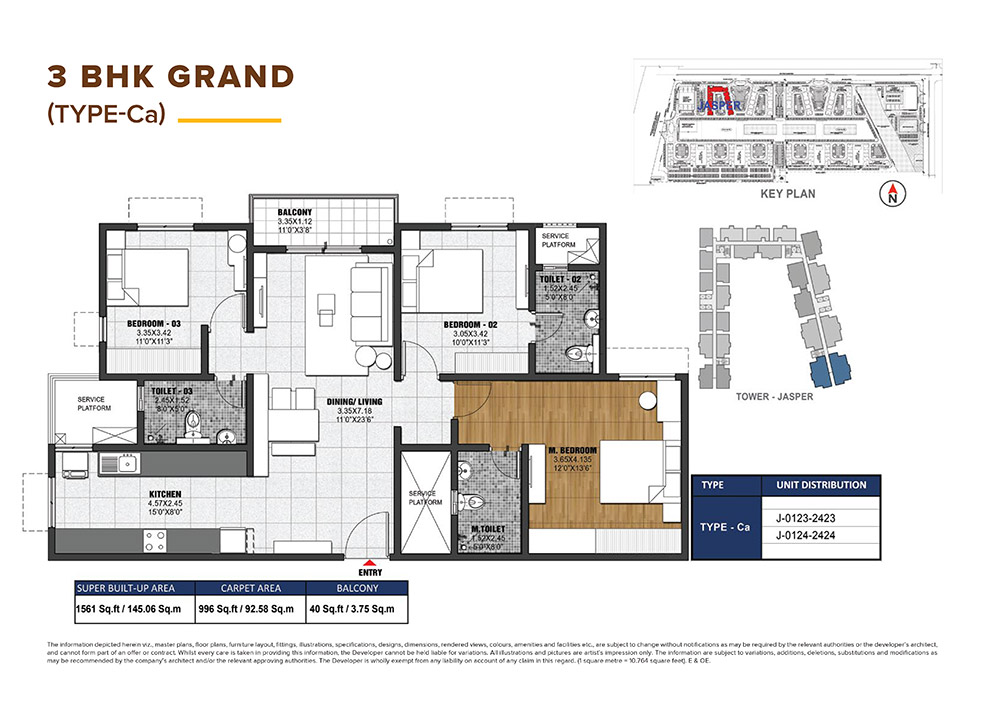 3 BHK GRAND
(TYPE-Ca)
JASPER
KEY PLAN
N
BALCONY
3.35X1.12
11'0"X3'8"
SERVICE
PLATFORM
BEDROOM - 03
3.35X3.42
11'0"X11'3"
BEDROOM - 02
3.05X3.42
10'0"X11'3"
TOILET - 02
1.52X2.45
5'0"X8'0"
SERVICE
PLATFORM
TOILET - 03
2.45X1.52
8'0"X5'0"
DINING/ LIVING
3.35X7.18
11'0"X23'6"
TOWER - JASPER
M. BEDROOM
3.65X4.135
12'0"X13'6"
KITCHEN
4.57X2.45
15'0"X8'0"
SERVICE
PLATFORM
M.TOILET
1.52X2.45
5'0"X8'0"
ENTRY
TYPE UNIT DISTRIBUTION
TYPE - Ca
J-0123-2423
J-0124-2424
SUPER BUILT-UP AREA CARPET AREA BALCONY
1561 Sq.ft / 145.06 Sq.m 996 Sq.ft / 92.58 Sq.m 40 Sq.ft / 3.75 Sq.m
The information depicted herein viz., master plans, floor plans, furniture layout, fittings, illustrations, specifications, designs, dimensions, rendered views, colours, amenities and facilities etc., are subject to change without notifications as may be required by the relevant authorities or the developer's architect,
and cannot form part of an offer or contract. Whilst every care is taken in providing this information, the Developer cannot be held liable for variations. All illustrations and pictures are artist's impression only. The information are subject to variations, additions, deletions, substitutions and modifications as
may be recommended by the company's architect and/or the relevant approving authorities. The Developer is wholly exempt from any liability on account of any claim in this regard. (1 square metre = 10.764 square feet). E & OE.